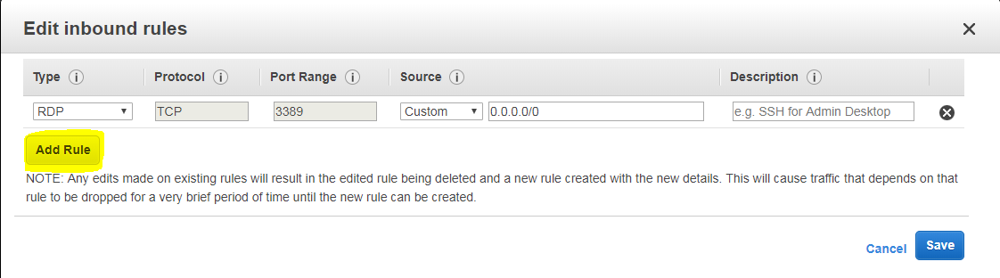 Edit inbound rules
Type Protocol Port Range Source Description
RDP TCP 3389 Custom 0.0.0.0/0 e.g. SSH for Admin Desktop
Add Rule
NOTE: Any edits made on existing rules will result in the edited rule being deleted and a new rule created with the new details. This will cause traffic that depends on that
rule to be dropped for a very brief period of time until the new rule can be created.
Cancel Save